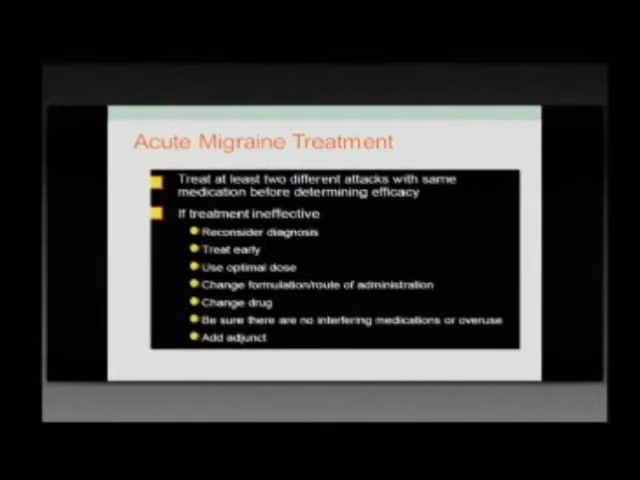 Acute Migraine Treatment
Treat at least two different attacks with same
medication before determining efficacy
If treatment ineffective
Reconsider diagnosis
Treat early
Use optimal dose
Change formulation/route of administration
Change drug
Be sure there are no interfering medications or overuse
Add adjunct